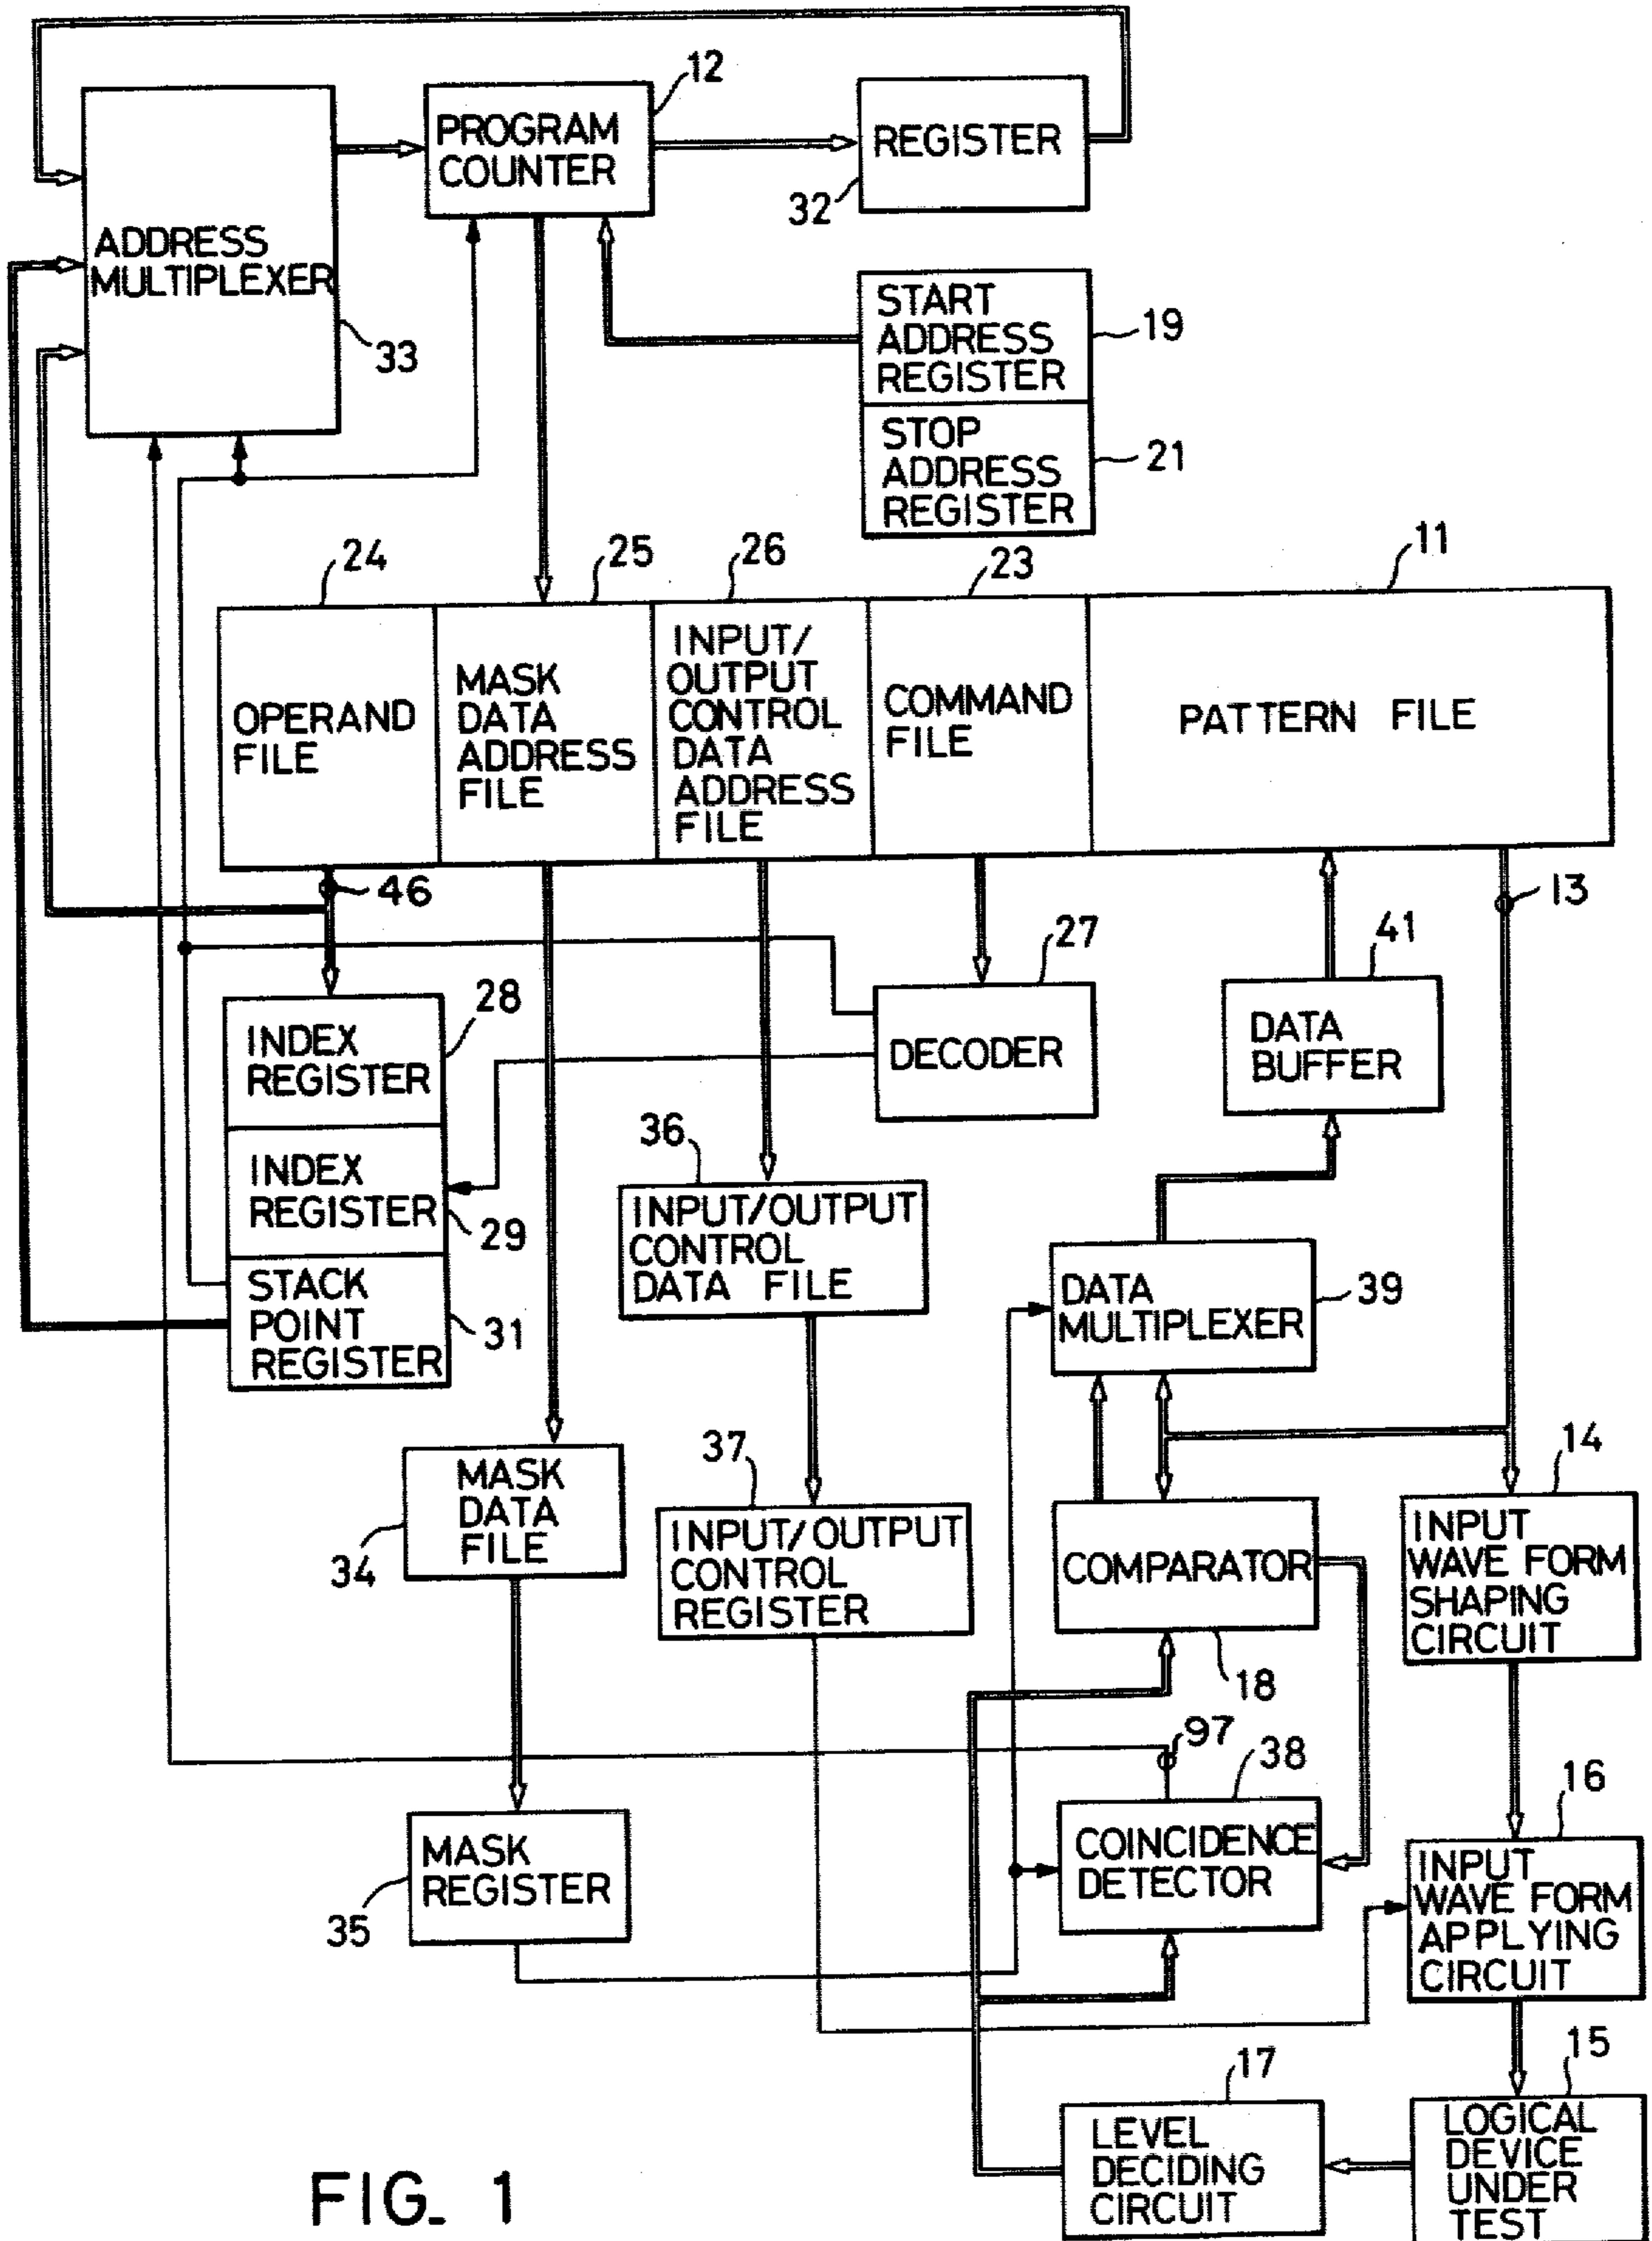 12
PROGRAM
COUNTER
REGISTER
32
ADDRESS
MULTIPLEXER
33
START
ADDRESS
REGISTER
19
STOP
ADDRESS
REGISTER
21
24
25
26
23
11
OPERAND
FILE
MASK
DATA
ADDRESS
FILE
INPUT/
OUTPUT
CONTROL
DATA
ADDRESS
FILE
COMMAND
FILE
PATTERN FILE
46
13
27
41
28
INDEX
REGISTER
DECODER
DATA
BUFFER
INDEX
REGISTER
29
36
INPUT/OUTPUT
CONTROL
DATA FILE
STACK
POINT
REGISTER
31
DATA
MULTIPLEXER
39
MASK
DATA
FILE
34
37
INPUT/OUTPUT
CONTROL
REGISTER
COMPARATOR
18
14
INPUT
WAVE FORM
SHAPING
CIRCUIT
97
38
COINCIDENCE
DETECTOR
16
INPUT
WAVE FORM
APPLYING
CIRCUIT
MASK
REGISTER
35
17
LEVEL
DECIDING
CIRCUIT
15
LOGICAL
DEVICE
UNDER
TEST
FIG. 1